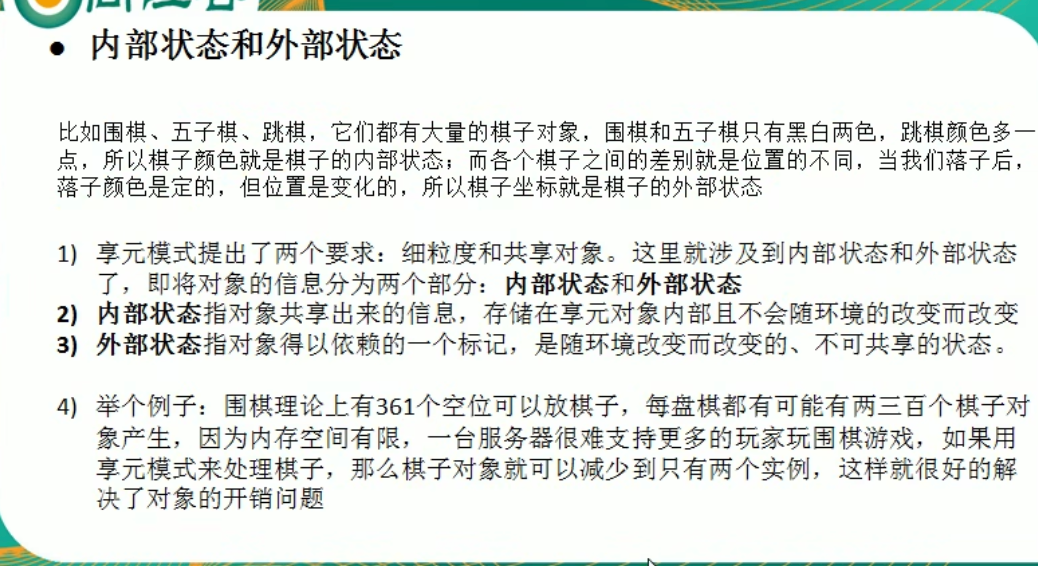 ● 内部状态和外部状态
比如围棋、五子棋、跳棋，它们都有大量的棋子对象，围棋和五子棋只有黑白两色，跳棋颜色多一
点，所以棋子颜色就是棋子的内部状态；而各个棋子之间的差别就是位置的不同，当我们落子后，
落子颜色是定的，但位置是变化的，所以棋子坐标就是棋子的外部状态
1) 享元模式提出了两个要求：细粒度和共享对象。这里就涉及到内部状态和外部状态
了，即将对象的信息分为两个部分：内部状态和外部状态
2) 内部状态指对象共享出来的信息，存储在享元对象内部且不会随环境的改变而改变
3) 外部状态指对象得以依赖的一个标记，是随环境改变而改变的、不可共享的状态。
4) 举个例子：围棋理论上有361个空位可以放棋子，每盘棋都有可能有两三百个棋子对
象产生，因为内存空间有限，一台服务器很难支持更多的玩家玩围棋游戏，如果用
享元模式来处理棋子，那么棋子对象就可以减少到只有两个实例，这样就很好的解
决了对象的开销问题